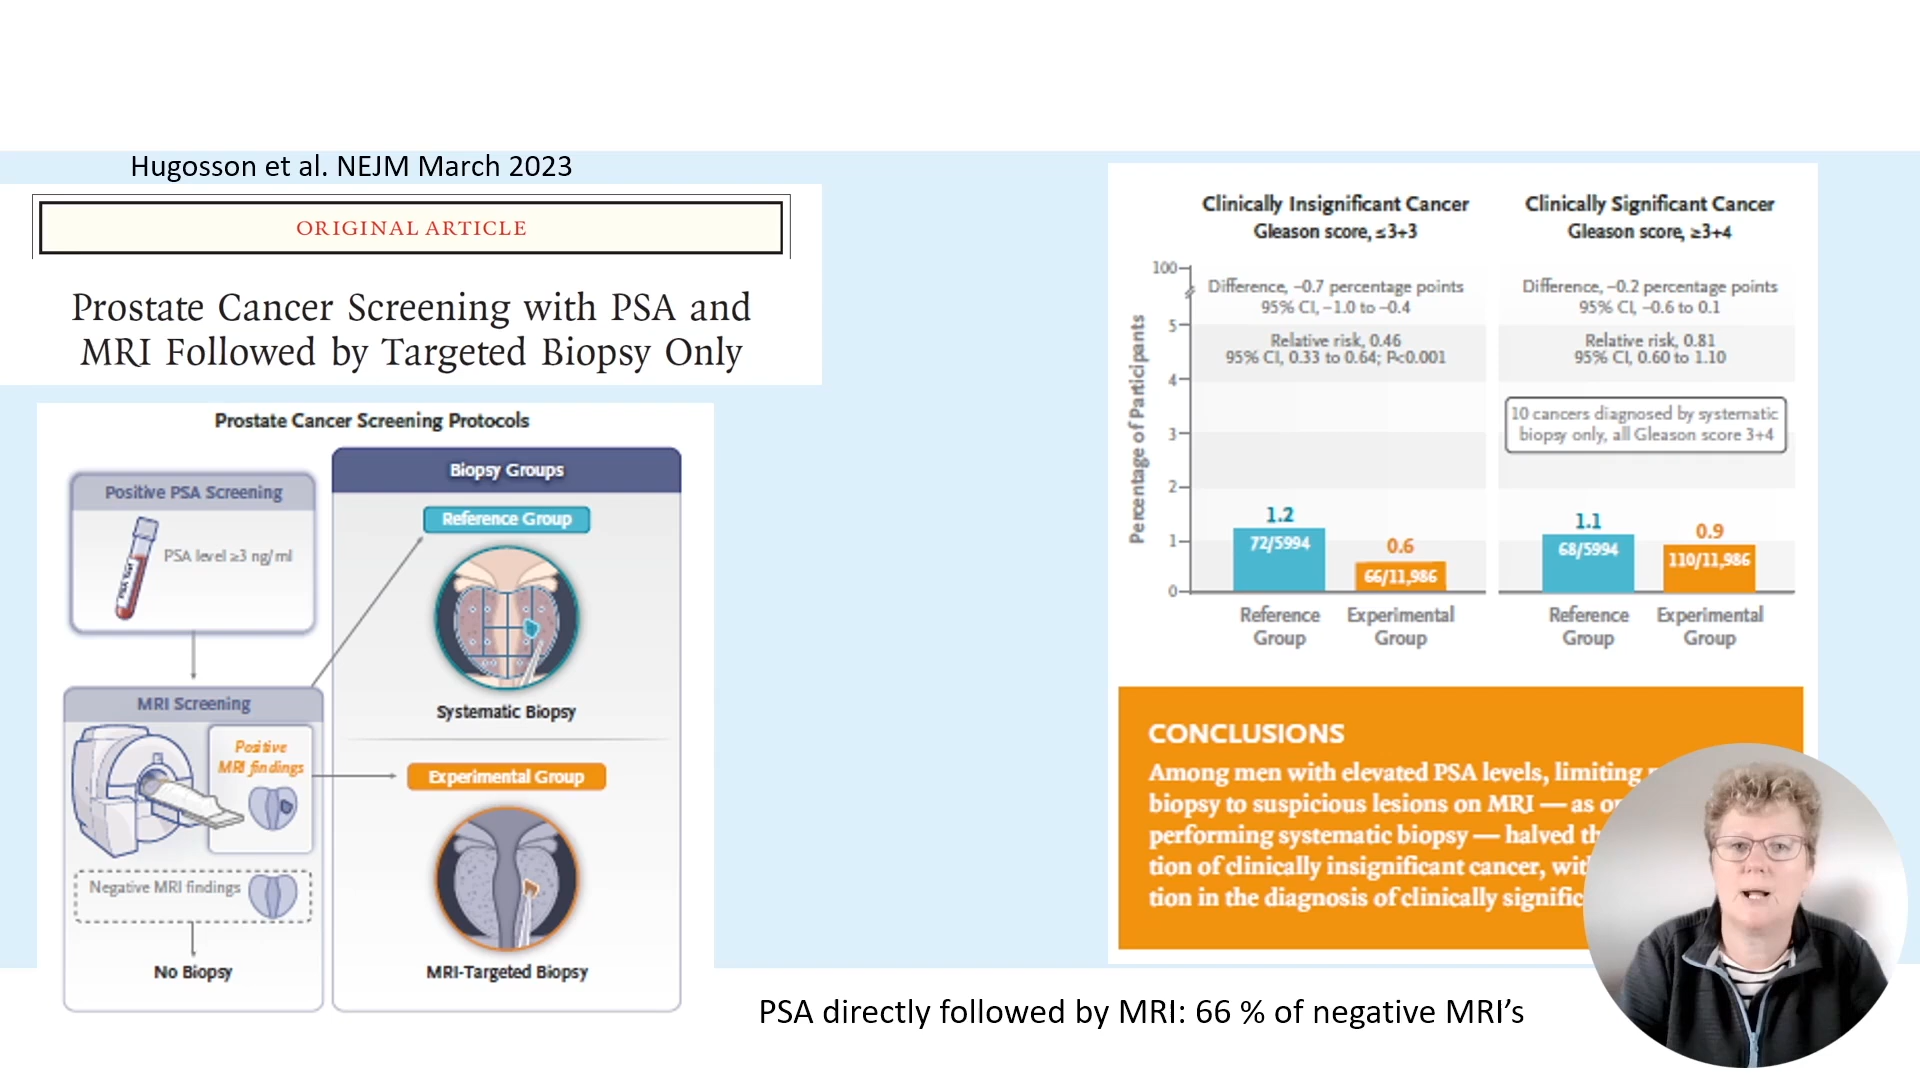 Hugosson et al. NEJM March 2023
ORIGINAL ARTICLE
Prostate Cancer Screening with PSA and
MRI Followed by Targeted Biopsy Only
Prostate Cancer Screening Protocols
Positive PSA Screening
PSA Test
PSA level ≥3 ng/ml
MRI Screening
Positive
MRI findings
Negative MRI findings
No Biopsy
Biopsy Groups
Reference Group
Systematic Biopsy
Experimental Group
MRI-Targeted Biopsy
Clinically Insignificant Cancer
Gleason score, ≤3+3
Clinically Significant Cancer
Gleason score, ≥3+4
Percentage of Participants
100
5
4
3
2
1
0
Difference, –0.7 percentage points
95% CI, –1.0 to –0.4
Relative risk, 0.46
95% CI, 0.33 to 0.64; P<0.001
1.2
72/5994
0.6
66/11,986
Reference
Group
Experimental
Group
Difference, –0.2 percentage points
95% CI, –0.6 to 0.1
Relative risk, 0.81
95% CI, 0.60 to 1.10
10 cancers diagnosed by systematic
biopsy only, all Gleason score 3+4
1.1
68/5994
0.9
110/11,986
Reference
Group
Experimental
Group
CONCLUSIONS
Among men with elevated PSA levels, limiting
biopsy to suspicious lesions on MRI — as
performing systematic biopsy — halved
tion of clinically insignificant cancer,
tion in the diagnosis of clinically
PSA directly followed by MRI: 66 % of negative MRI’s